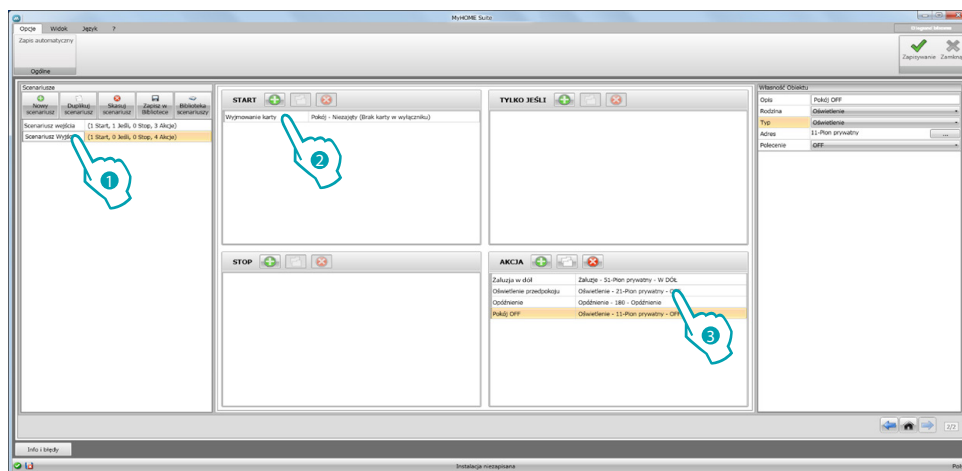 MyHOME Suite
Opcje Widok Język ?
Zapis automatyczny
Ogólne
Zapisywanie Zamknąć
Scenariusze
Nowy scenariusz
Duplikuj scenariusz
Skasuj scenariusz
Zapisz w Bibliotece
Biblioteka scenariuszy
Scenariusz wejścia (1 Start, 1 Jeśli, 0 Stop, 3 Akcje)
Scenariusz Wyjścia (1 Start, 0 Jeśli, 0 Stop, 4 Akcje)
1
START
Wyjmowanie karty Pokój - Niezajęty (Brak karty w wyłączniku)
2
TYLKO JEŚLI
STOP
AKCJA
Żaluzja w dół Żaluzje - 51-Pion prywatny - W DÓŁ
Oświetlenie przedpokoju Oświetlenie - 21-Pion prywatny - OFF
Opóźnienie Opóźnienie - 180 - Opóźnienie
Pokój OFF Oświetlenie - 11-Pion prywatny - OFF
3
Własność Obiektu
Opis Pokój OFF
Rodzina Oświetlenie
Typ Oświetlenie
Adres 11-Pion prywatny ...
Polecenie OFF
2/2
Info i błędy
Instalacja niezapisana